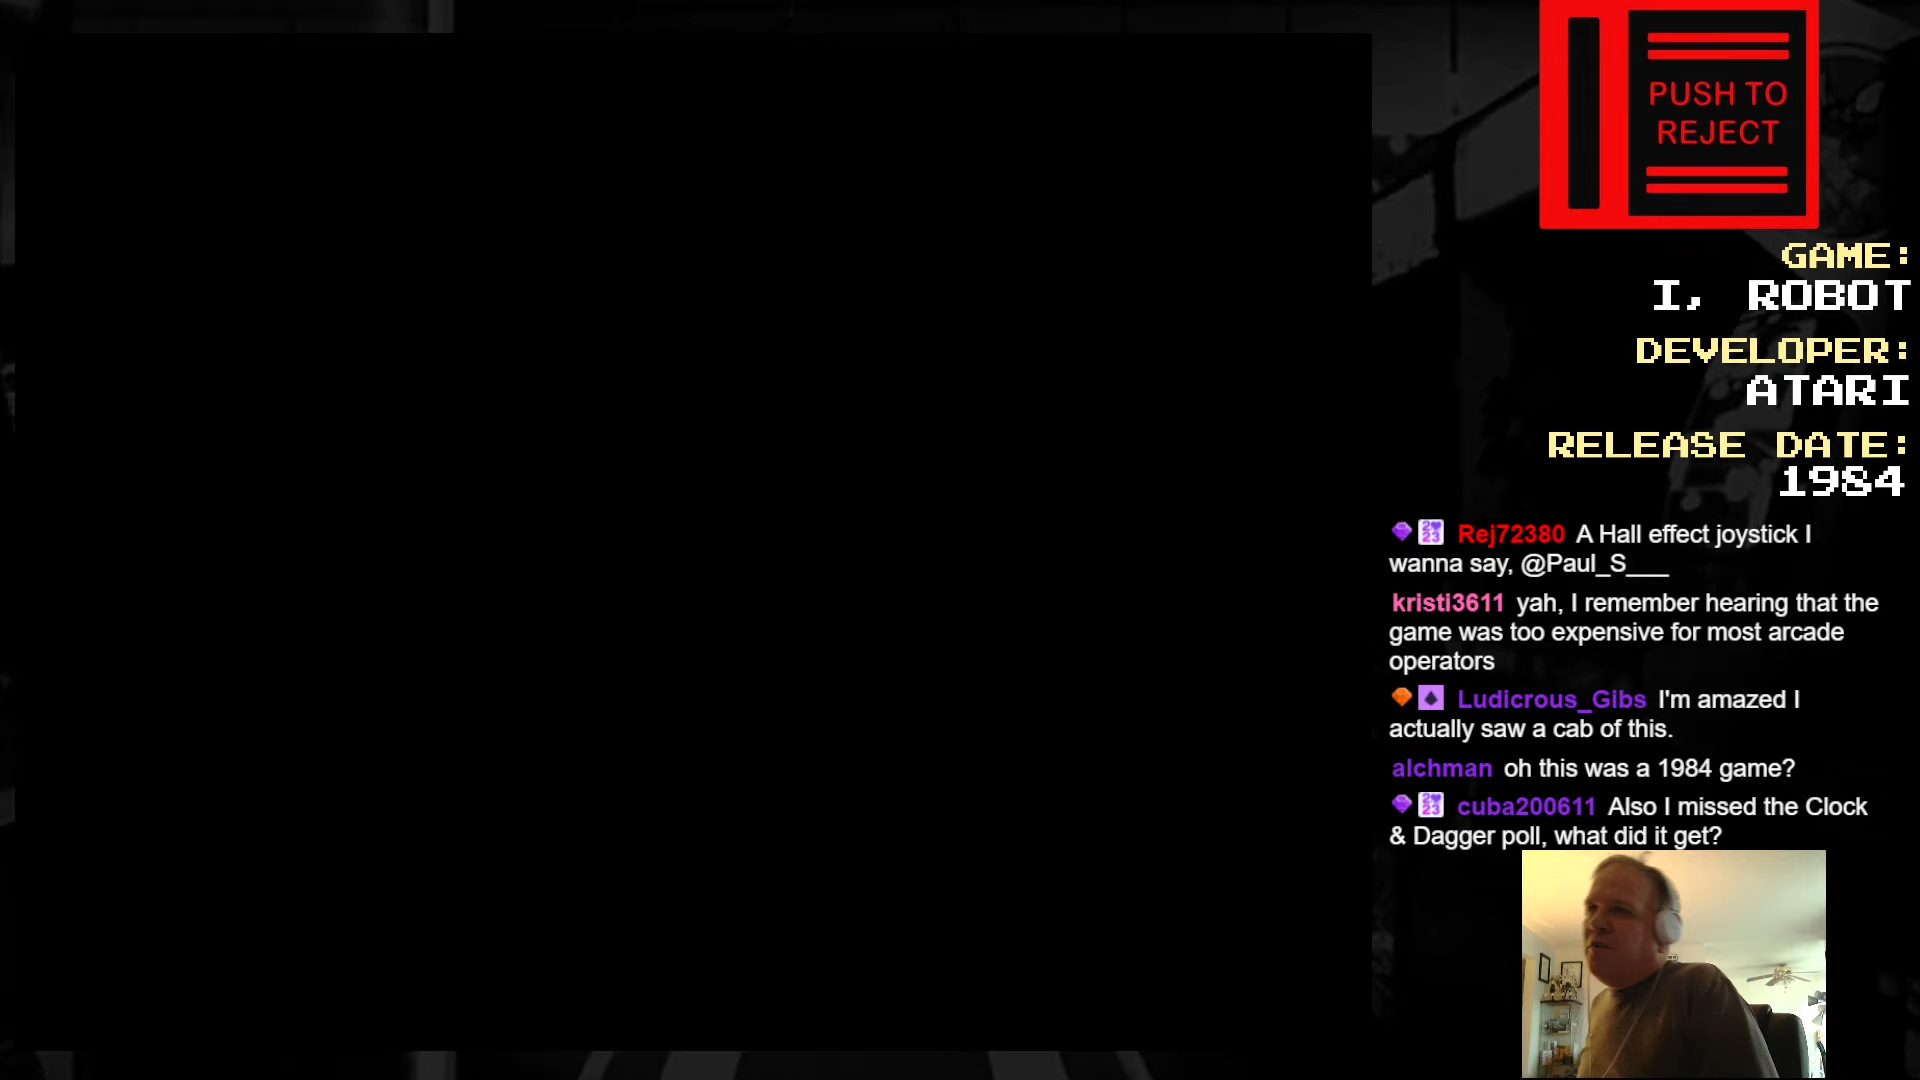 PUSH TO
REJECT
GAME:
I, ROBOT
DEVELOPER:
ATARI
RELEASE DATE:
1984
Rej72380 A Hall effect joystick I
wanna say, @Paul_S___
kristi3611 yah, I remember hearing that the
game was too expensive for most arcade
operators
Ludicrous_Gibs I'm amazed I
actually saw a cab of this.
alchman oh this was a 1984 game?
cuba200611 Also I missed the Clock
& Dagger poll, what did it get?